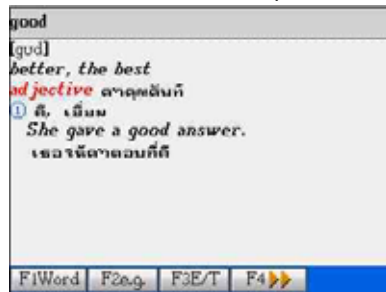 good
[gud]
better, the best
adjective คำคุณศัพท์
① ดี, เยี่ยม
She gave a good answer.
เธอให้คำตอบที่ดี
F1Word F2e.g. F3E/T F4